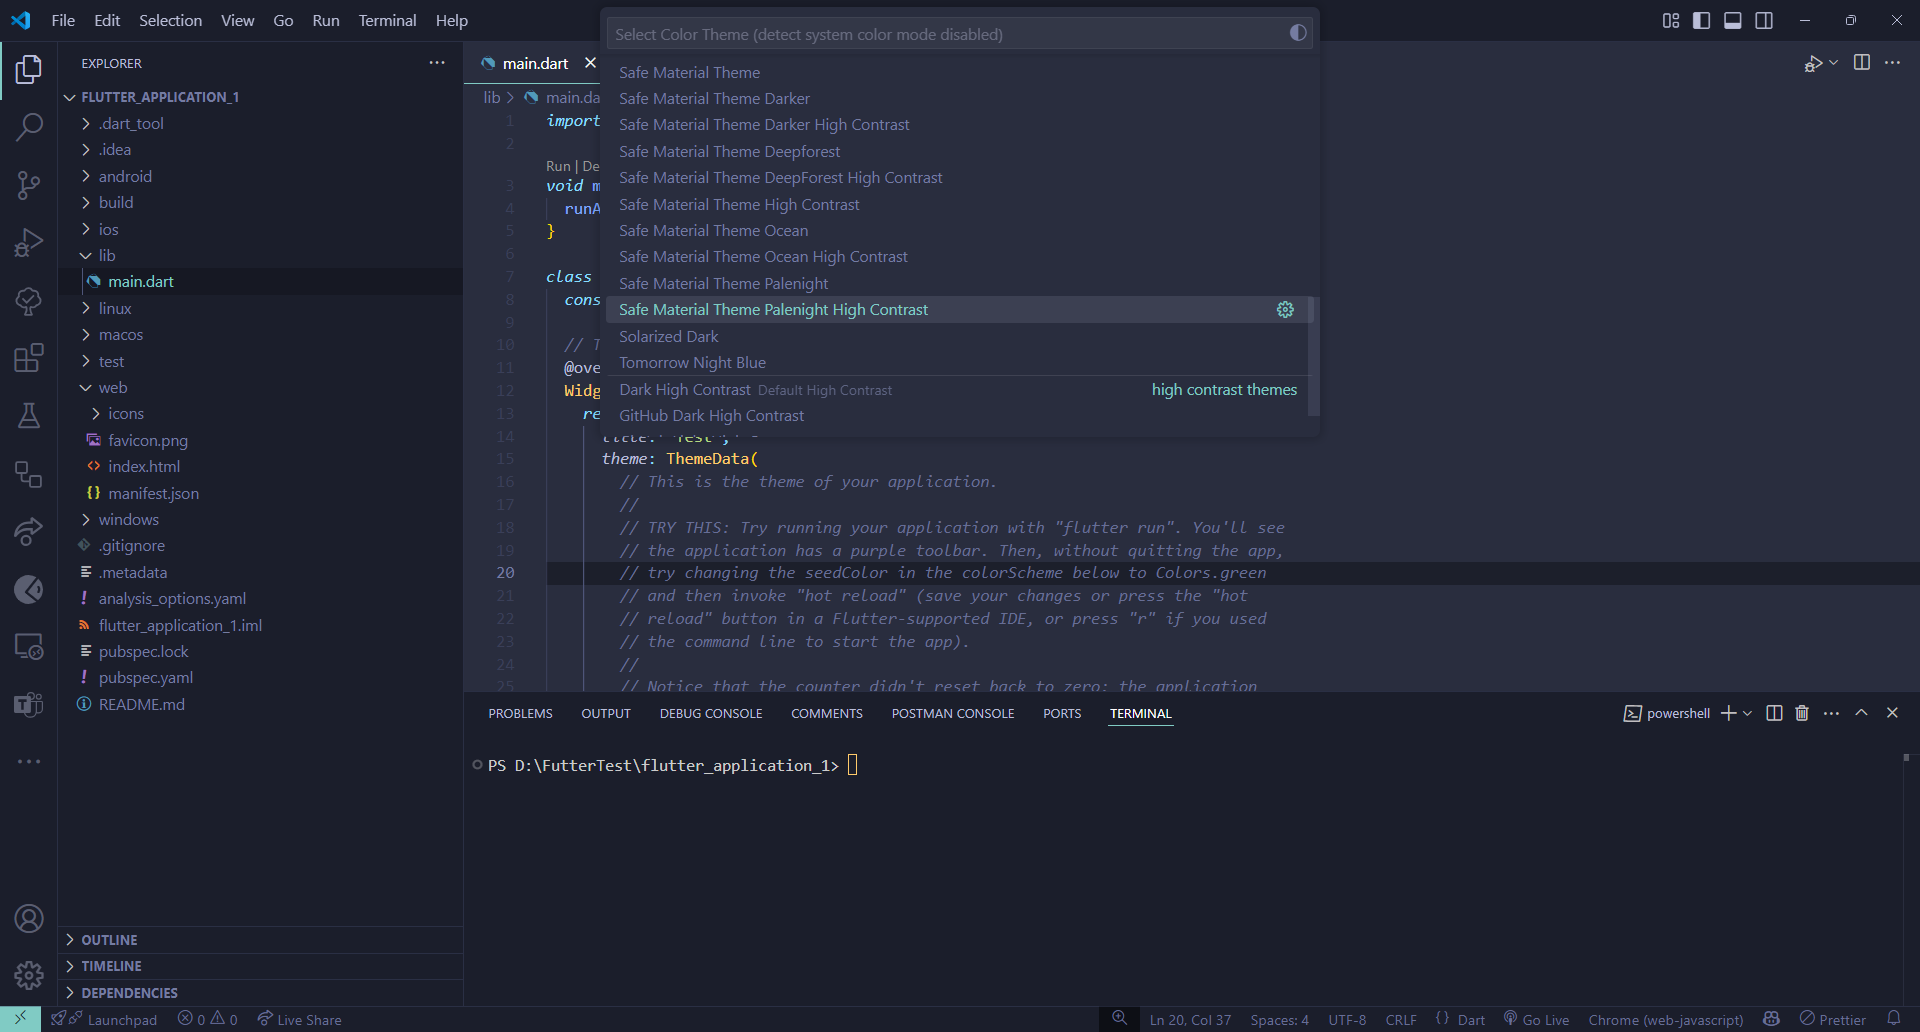 File Edit Selection View Go Run Terminal Help
Select Color Theme (detect system color mode disabled)
Safe Material Theme
Safe Material Theme Darker
Safe Material Theme Darker High Contrast
Safe Material Theme Deepforest
Safe Material Theme DeepForest High Contrast
Safe Material Theme High Contrast
Safe Material Theme Ocean
Safe Material Theme Ocean High Contrast
Safe Material Theme Palenight
Safe Material Theme Palenight High Contrast
Solarized Dark
Tomorrow Night Blue
Dark High Contrast Default High Contrast high contrast themes
GitHub Dark High Contrast
EXPLORER
FLUTTER_APPLICATION_1
.dart_tool
.idea
android
build
ios
lib
main.dart
linux
macos
test
web
icons
favicon.png
index.html
manifest.json
windows
.gitignore
.metadata
analysis_options.yaml
flutter_application_1.iml
pubspec.lock
pubspec.yaml
README.md
OUTLINE
TIMELINE
DEPENDENCIES
main.dart
lib > main.da
1 import
2
Run | De
3 void m
4 runA
5 }
6
7 class
8 cons
9
10 // T
11 @ove
12 Widg
13 re
14 title: 'Test',
15 theme: ThemeData(
16 // This is the theme of your application.
17 //
18 // TRY THIS: Try running your application with "flutter run". You'll see
19 // the application has a purple toolbar. Then, without quitting the app,
20 // try changing the seedColor in the colorScheme below to Colors.green
21 // and then invoke "hot reload" (save your changes or press the "hot
22 // reload" button in a Flutter-supported IDE, or press "r" if you used
23 // the command line to start the app).
24 //
25 // Notice that the counter didn't reset back to zero; the application
PROBLEMS OUTPUT DEBUG CONSOLE COMMENTS POSTMAN CONSOLE PORTS TERMINAL
powershell
PS D:\FutterTest\flutter_application_1>
Launchpad 0 0 Live Share
Ln 20, Col 37 Spaces: 4 UTF-8 CRLF {} Dart Go Live Chrome (web-javascript) Prettier